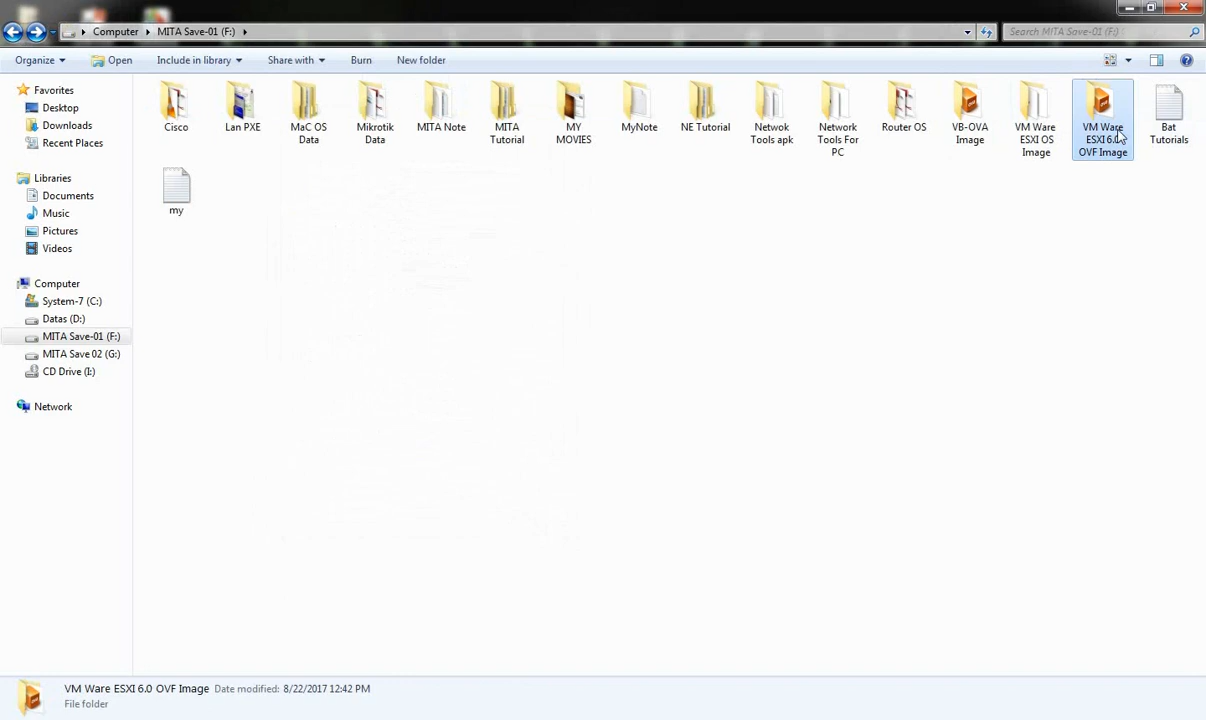 Computer MITA Save-01 (F:) Search MITA Save-01 (F:)
Organize Open Include in library Share with Burn New folder
Favorites
Desktop
Downloads
Recent Places
Libraries
Documents
Music
Pictures
Videos
Computer
System-7 (C:)
Datas (D:)
MITA Save-01 (F:)
MITA Save 02 (G:)
CD Drive (I:)
Network
Cisco
Lan PXE
MaC OS
Data
Mikrotik
Data
MITA Note
MITA
Tutorial
MY
MOVIES
MyNote
NE Tutorial
Netwok
Tools apk
Network
Tools For
PC
Router OS
VB-OVA
Image
VM Ware
ESXI OS
Image
VM Ware
ESXI 6.0
OVF Image
Bat
Tutorials
my
VM Ware ESXI 6.0 OVF Image Date modified: 8/22/2017 12:42 PM
File folder